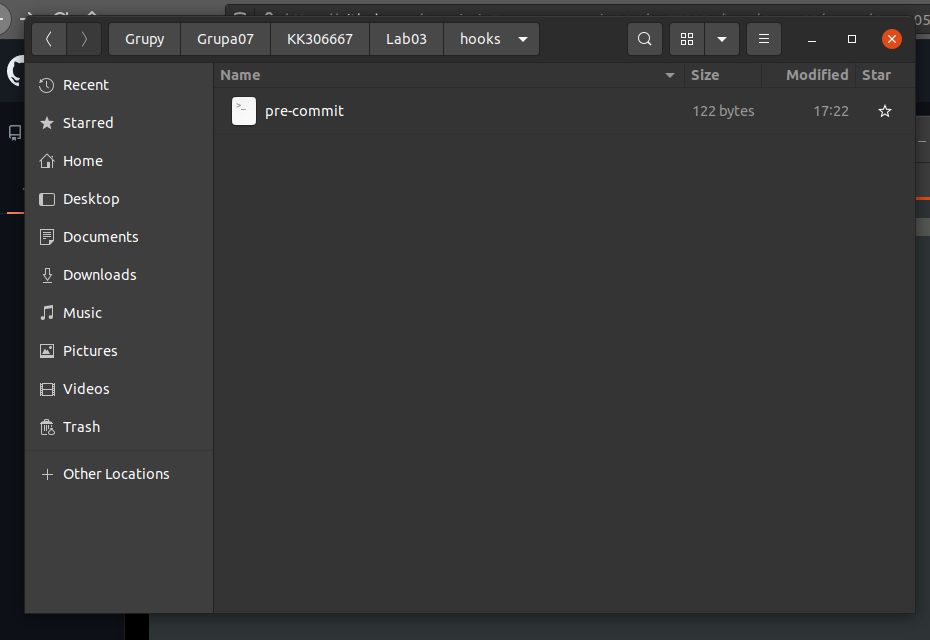 Grupy Grupa07 KK306667 Lab03 hooks
Recent
Starred
Home
Desktop
Documents
Downloads
Music
Pictures
Videos
Trash
Other Locations
Name Size Modified Star
pre-commit 122 bytes 17:22